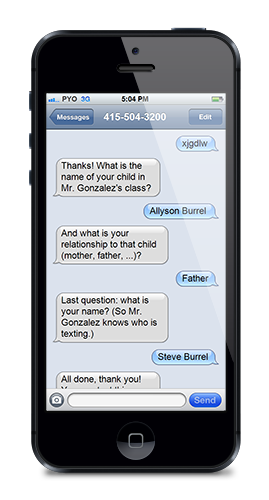 PYO 3G 5:04 PM
Messages 415-504-3200 Edit
xjgdlw
Thanks! What is the
name of your child in
Mr. Gonzalez's class?
Allyson Burrel
And what is your
relationship to that child
(mother, father, ...)?
Father
Last question: what is
your name? (So Mr.
Gonzalez knows who is
texting.)
Steve Burrel
All done, thank you!
Send